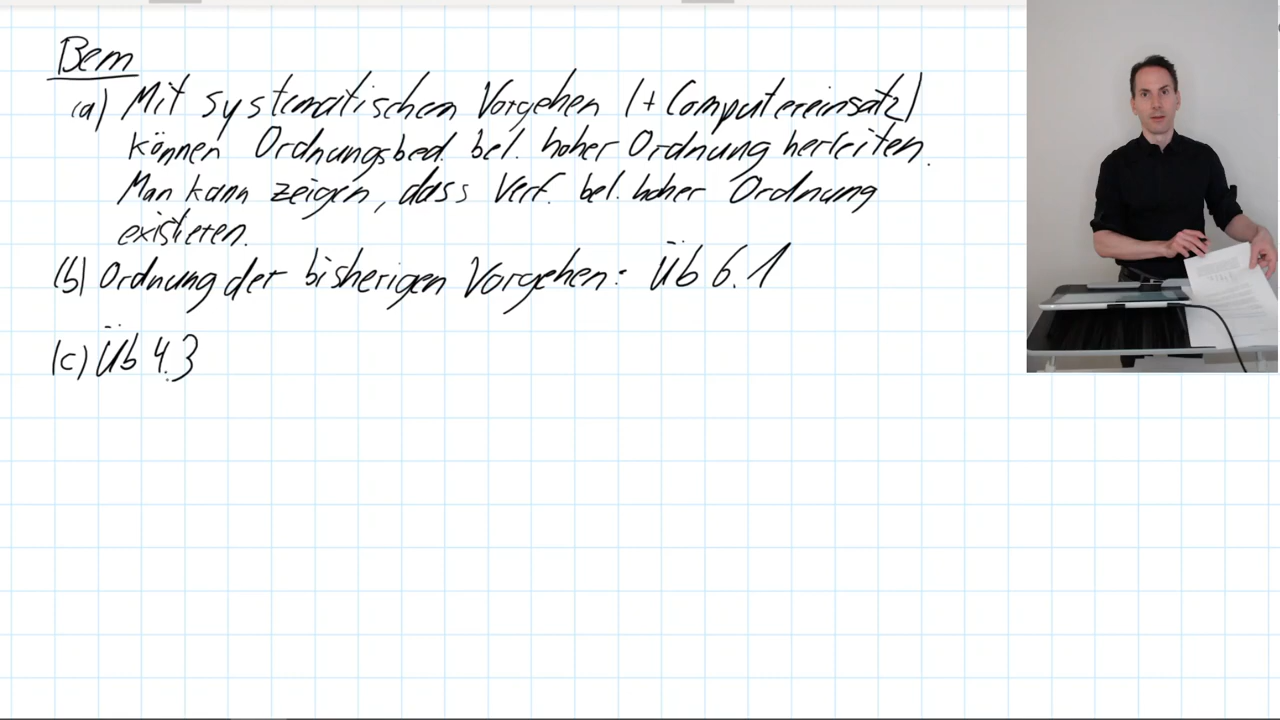 Bem
(a) Mit systematischem Vorgehen (+ Computereinsatz)
können Ordnungsbed. bel. hoher Ordnung herleiten.
Man kann zeigen, dass Verf. bel. hoher Ordnung
existieren.
(b) Ordnung der bisherigen Vorgehen: Üb 6.1
(c) Üb 4.3